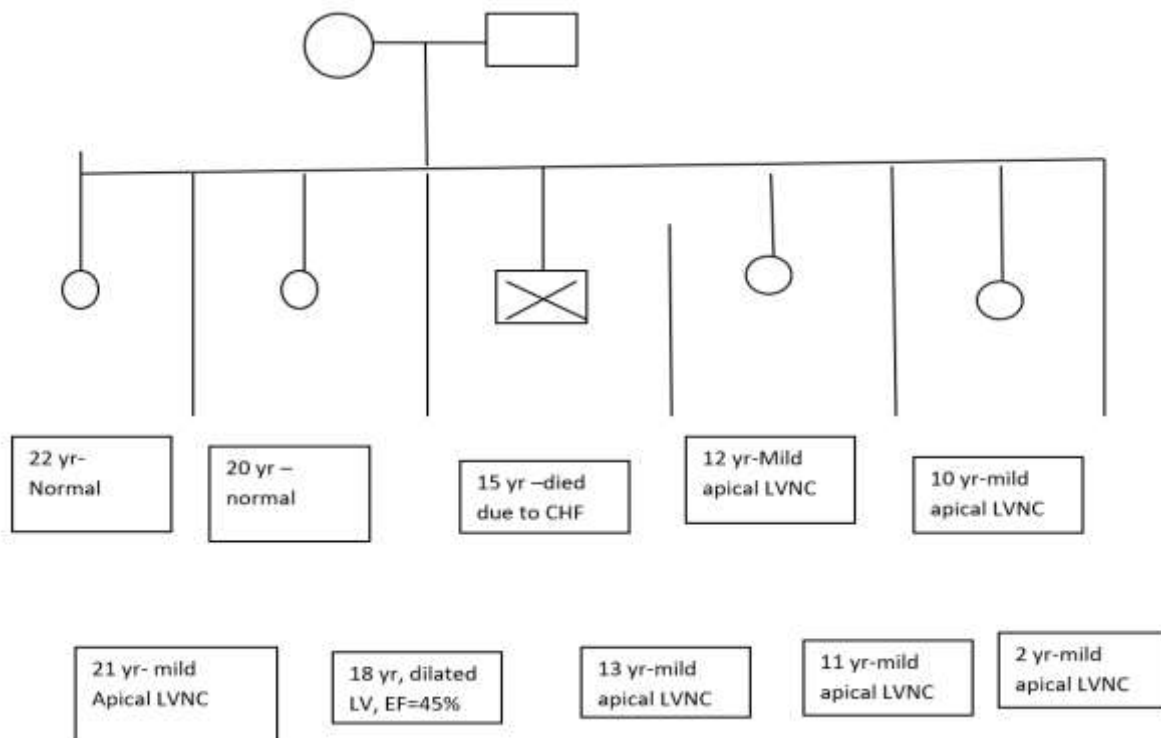 22 yr-
Normal
20 yr –
normal
15 yr –died
due to CHF
12 yr-Mild
apical LVNC
10 yr-mild
apical LVNC
21 yr- mild
Apical LVNC
18 yr, dilated
LV, EF=45%
13 yr-mild
apical LVNC
11 yr-mild
apical LVNC
2 yr-mild
apical LVNC